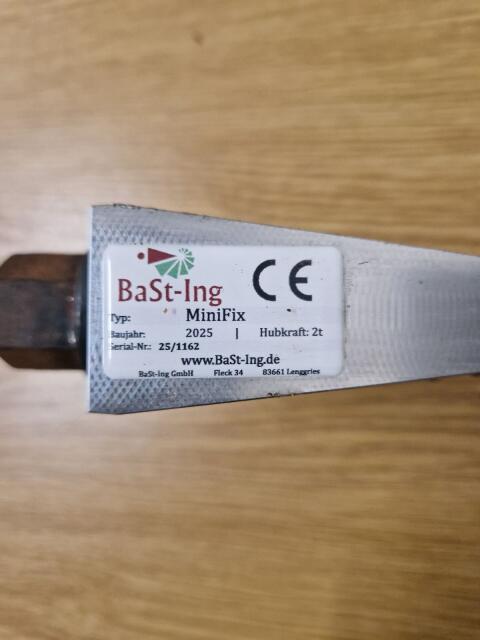 BaSt-Ing CE
Typ: MiniFix
Baujahr: 2025 | Hubkraft: 2t
Serial-Nr.: 25/1162
www.BaSt-Ing.de
BaSt-Ing GmbH Fleck 34 83661 Lenggries